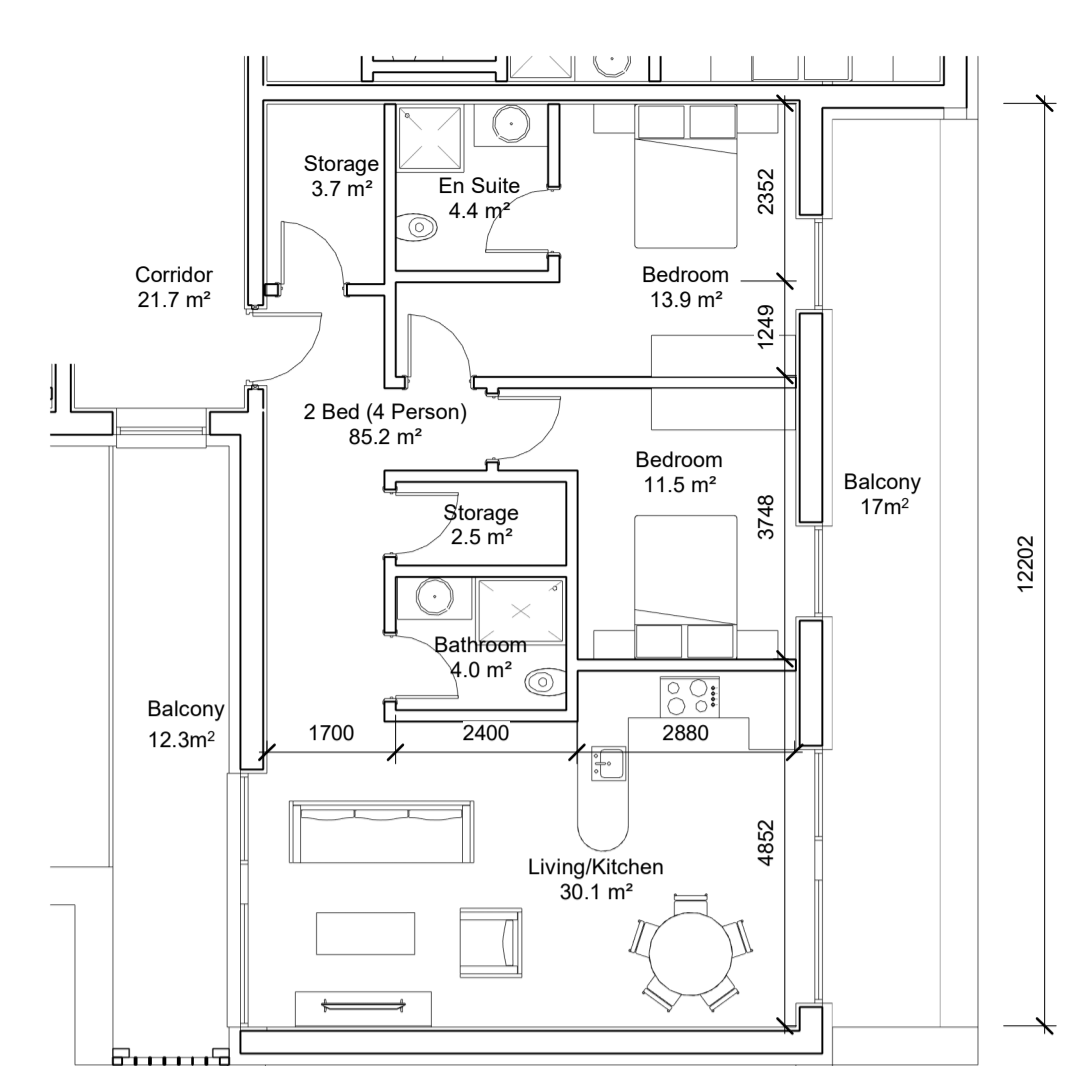 Storage
3.7 m²
En Suite
4.4 m²
2352
Corridor
21.7 m²
Bedroom
13.9 m²
1249
2 Bed (4 Person)
85.2 m²
Bedroom
11.5 m²
Balcony
17m²
Storage
2.5 m²
3748
12202
Bathroom
4.0 m²
Balcony
12.3m²
1700
2400
2880
4852
Living/Kitchen
30.1 m²